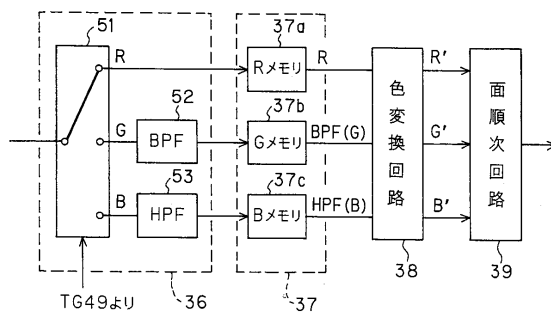 51
R
52
G
BPF
53
B
HPF
TG49より
36
37a
Rメモリ
R
37b
Gメモリ
BPF(G)
37c
Bメモリ
HPF(B)
37
色変換回路
38
R′
G′
B′
面順次回路
39